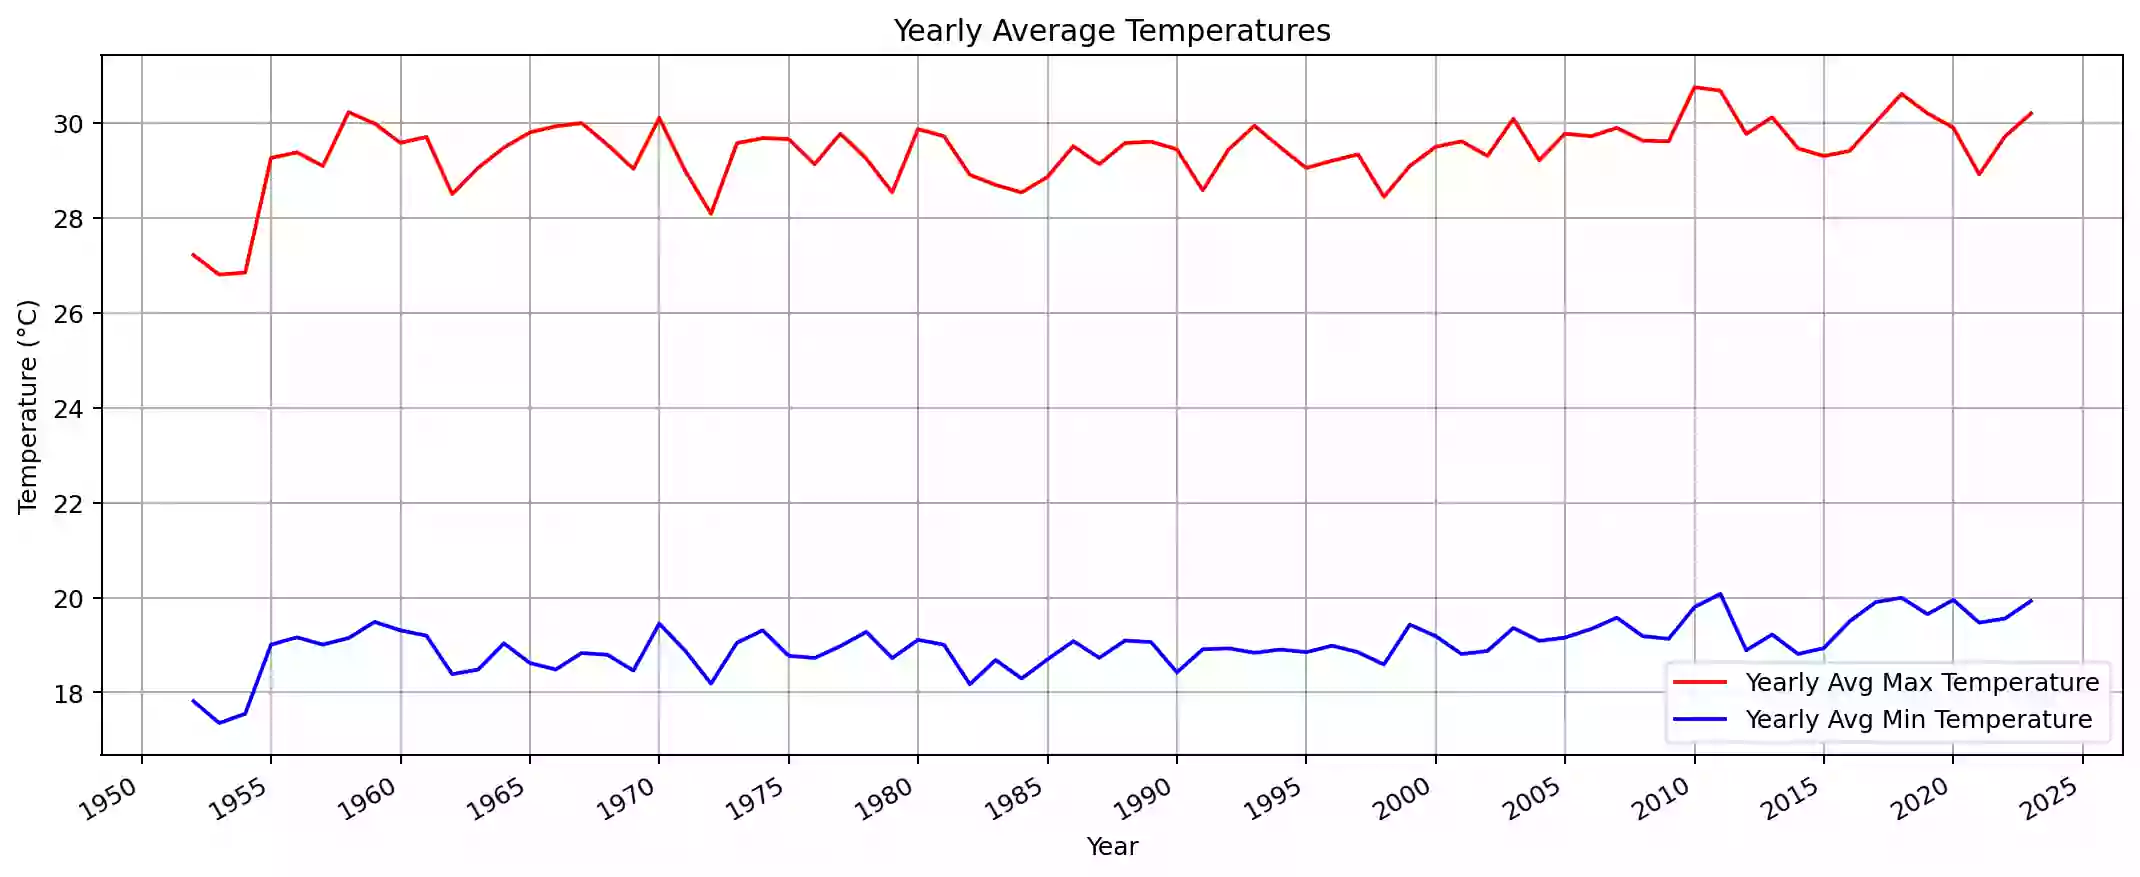 Yearly Average Temperatures
Temperature (°C)
30
28
26
24
22
20
18
Yearly Avg Max Temperature
Yearly Avg Min Temperature
1950 1955 1960 1965 1970 1975 1980 1985 1990 1995 2000 2005 2010 2015 2020 2025
Year